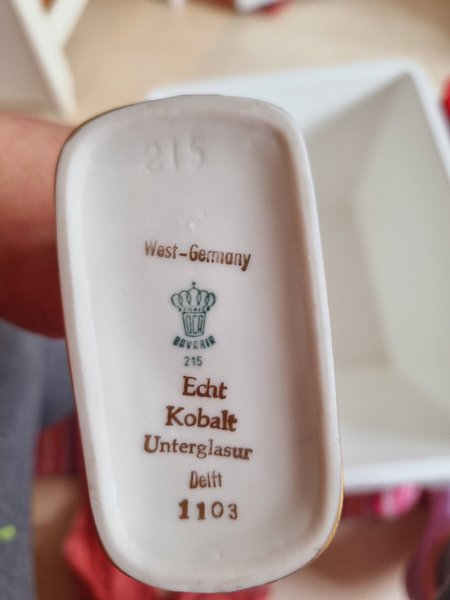 215
West-Germany
BAVARIA
215
Echt
Kobalt
Unterglasur
Delft
1103